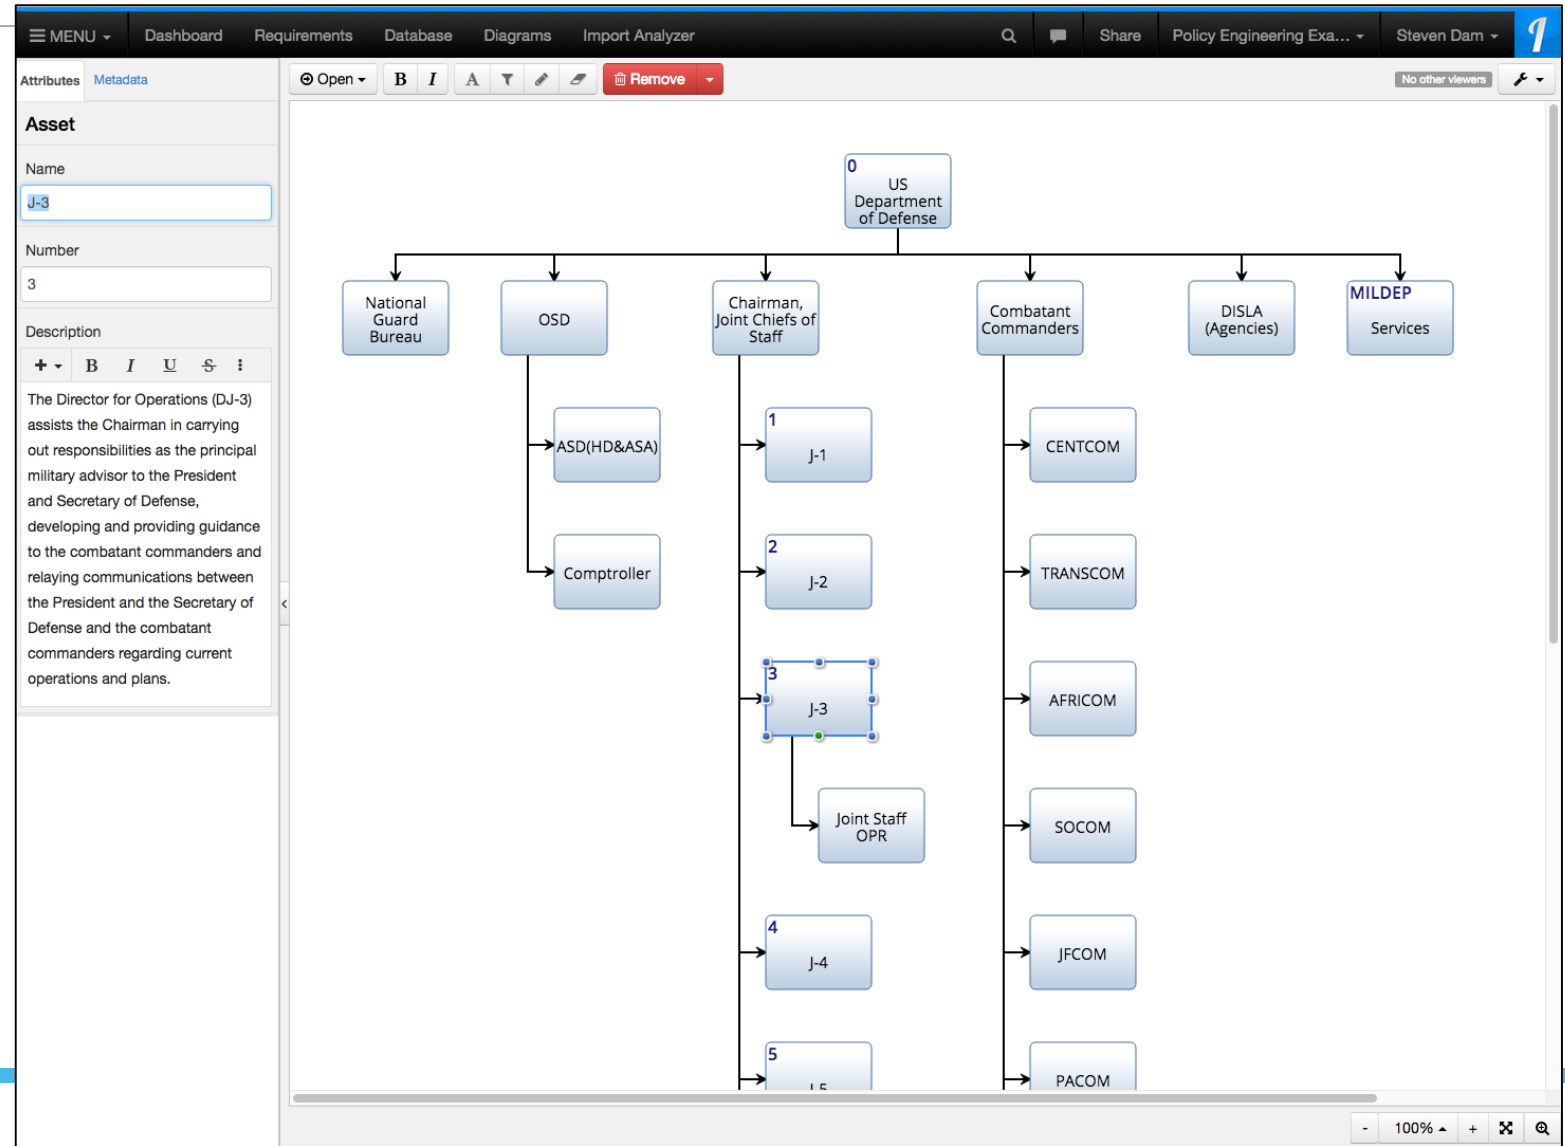 MENU
Dashboard
Requirements
Database
Diagrams
Import Analyzer
Share
Policy Engineering Exa...
Steven Dam
Attributes
Metadata
Open
B
I
A
Remove
No other viewers
Asset
Name
J-3
Number
3
Description
B I U S
The Director for Operations (DJ-3)
assists the Chairman in carrying
out responsibilities as the principal
military advisor to the President
and Secretary of Defense,
developing and providing guidance
to the combatant commanders and
relaying communications between
the President and the Secretary of
Defense and the combatant
commanders regarding current
operations and plans.
0
US
Department
of Defense
National
Guard
Bureau
OSD
Chairman,
Joint Chiefs of
Staff
Combatant
Commanders
DISLA
(Agencies)
MILDEP
Services
ASD(HD&ASA)
1
J-1
CENTCOM
Comptroller
2
J-2
TRANSCOM
3
J-3
AFRICOM
Joint Staff
OPR
SOCOM
4
J-4
JFCOM
5
J-5
PACOM
- 100% +